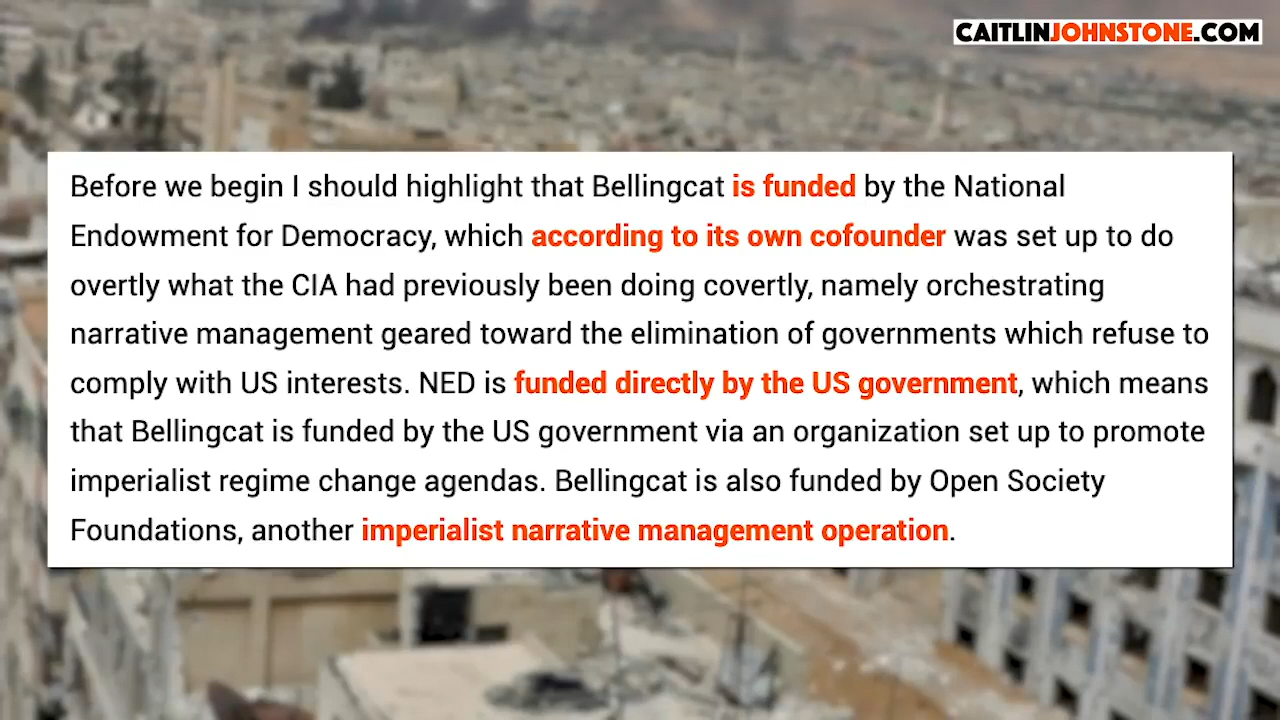 CAITLINJOHNSTONE.COM
Before we begin I should highlight that Bellingcat is funded by the National
Endowment for Democracy, which according to its own cofounder was set up to do
overtly what the CIA had previously been doing covertly, namely orchestrating
narrative management geared toward the elimination of governments which refuse to
comply with US interests. NED is funded directly by the US government, which means
that Bellingcat is funded by the US government via an organization set up to promote
imperialist regime change agendas. Bellingcat is also funded by Open Society
Foundations, another imperialist narrative management operation.